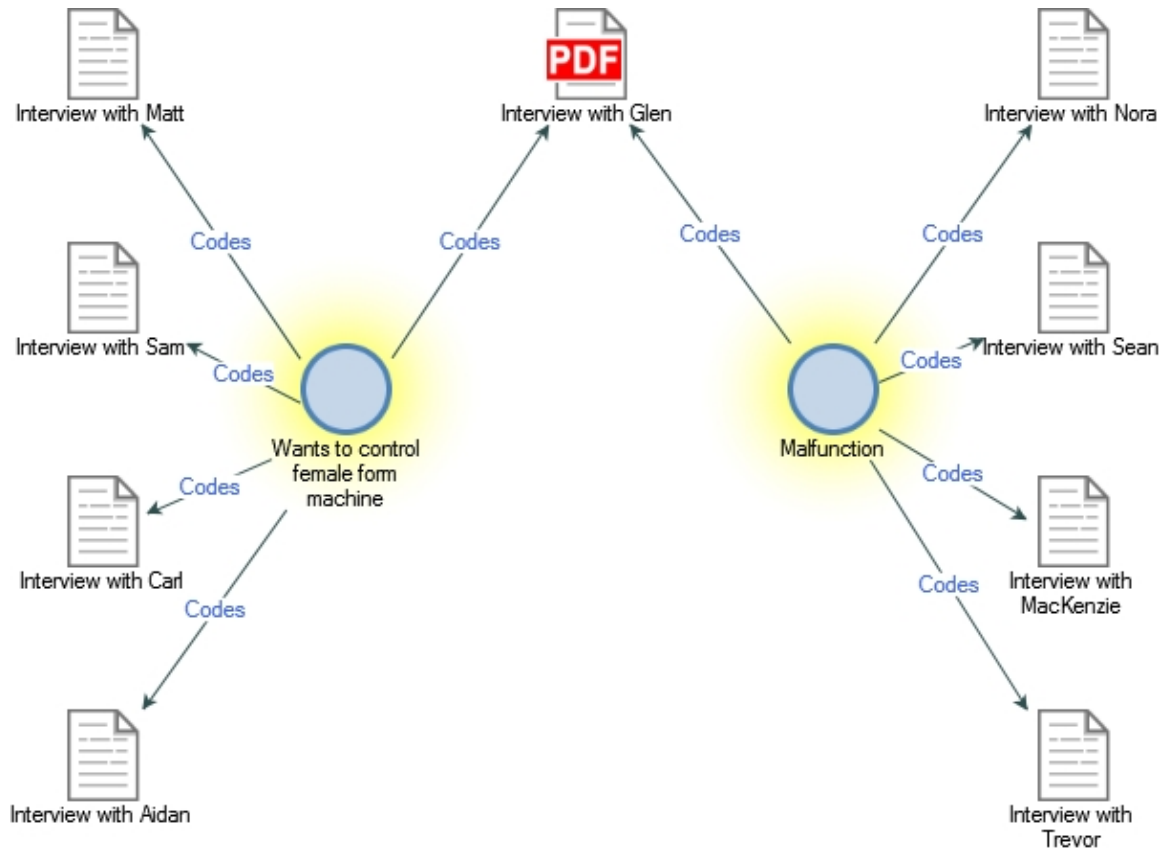 Interview with Matt
PDF
Interview with Glen
Interview with Nora
Codes
Codes
Codes
Codes
Interview with Sam
Codes
Codes
Interview with Sean
Wants to control
female form
machine
Malfunction
Codes
Codes
Interview with Carl
Interview with
MacKenzie
Codes
Codes
Interview with Aidan
Interview with
Trevor